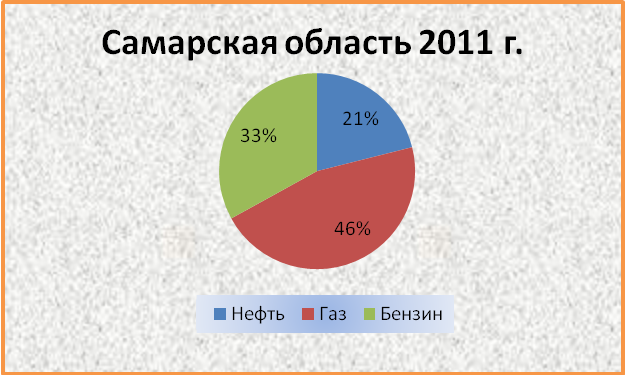 Самарская область 2011 г.
21%
33%
46%
Нефть Газ Бензин